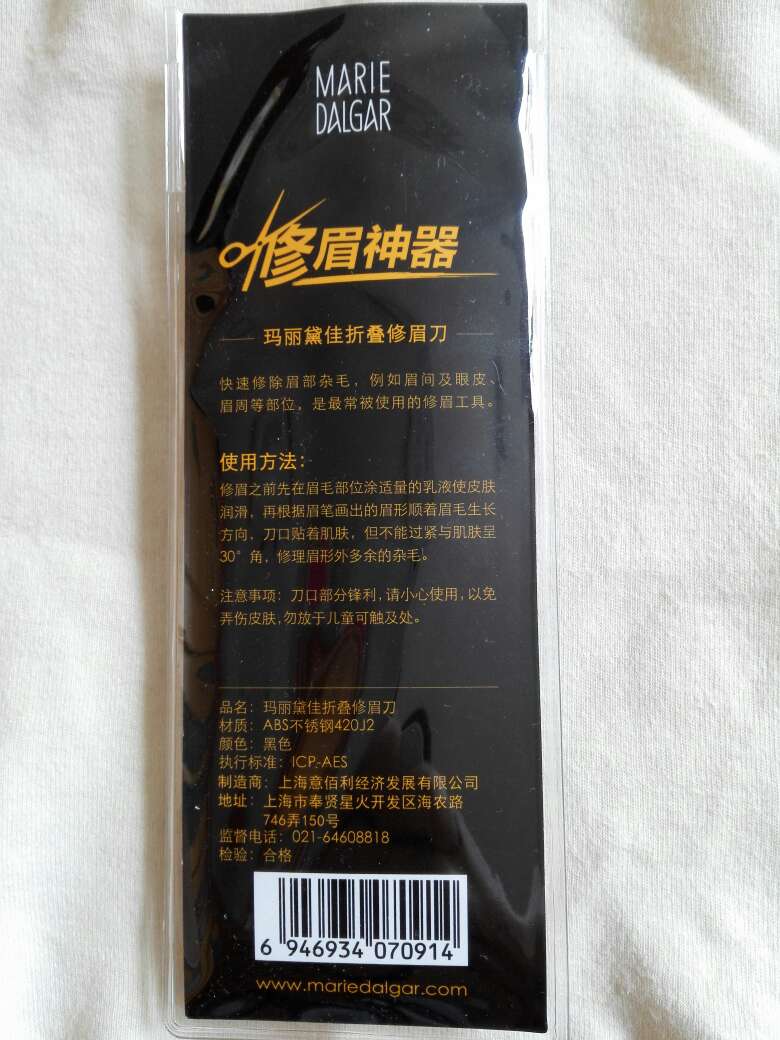 MARIE
DALGAR
修眉神器
玛丽黛佳折叠修眉刀
快速修除眉部杂毛，例如眉间及眼皮、
眉周等部位，是最常被使用的修眉工具。
使用方法：
修眉之前先在眉毛部位涂适量的乳液使皮肤
润滑，再根据眉笔画出的眉形顺着眉毛生长
方向，刀口贴着肌肤，但不能过紧与肌肤呈
30°角，修理眉形外多余的杂毛。
注意事项：刀口部分锋利，请小心使用，以免
弄伤皮肤，勿放于儿童可触及处。
品名：玛丽黛佳折叠修眉刀
材质：ABS不锈钢420J2
颜色：黑色
执行标准：ICP-AES
制造商：上海意佰利经济发展有限公司
地址：上海市奉贤星火开发区海农路
746弄150号
监督电话：021-64608818
检验：合格
6 946934 070914
www.mariedalgar.com